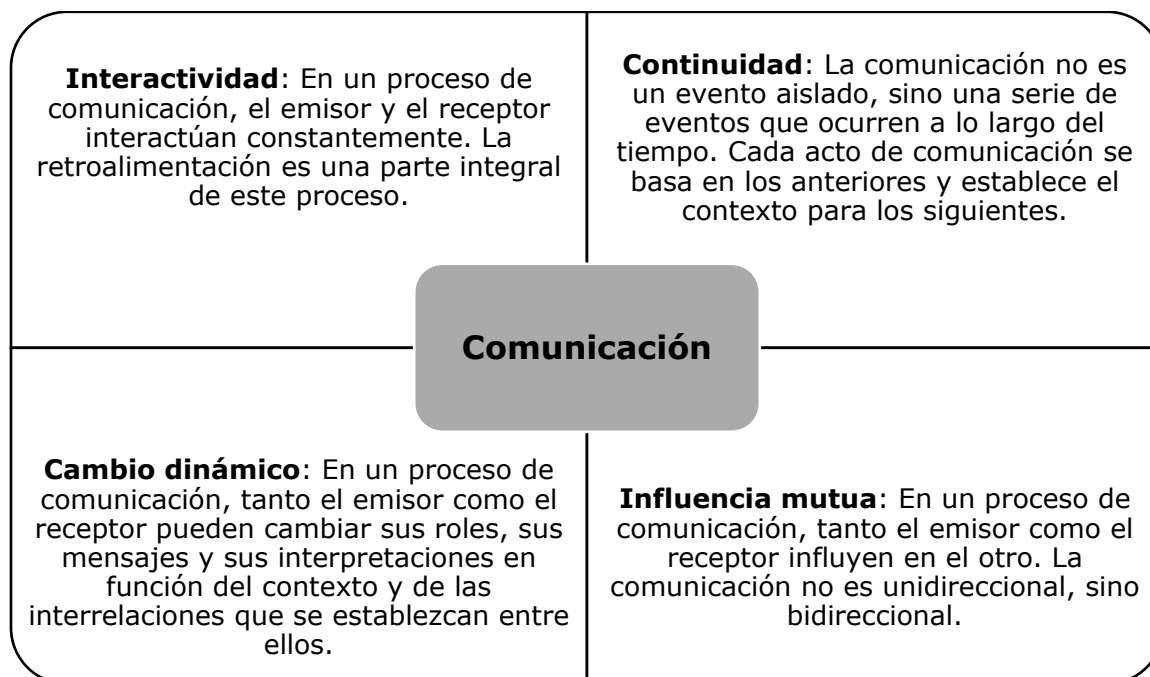 Interactividad: En un proceso de
comunicación, el emisor y el receptor
interactúan constantemente. La
retroalimentación es una parte integral
de este proceso.
Continuidad: La comunicación no es
un evento aislado, sino una serie de
eventos que ocurren a lo largo del
tiempo. Cada acto de comunicación se
basa en los anteriores y establece el
contexto para los siguientes.
Comunicación
Cambio dinámico: En un proceso de
comunicación, tanto el emisor como el
receptor pueden cambiar sus roles, sus
mensajes y sus interpretaciones en
función del contexto y de las
interrelaciones que se establezcan entre
ellos.
Influencia mutua: En un proceso de
comunicación, tanto el emisor como el
receptor influyen en el otro. La
comunicación no es unidireccional, sino
bidireccional.